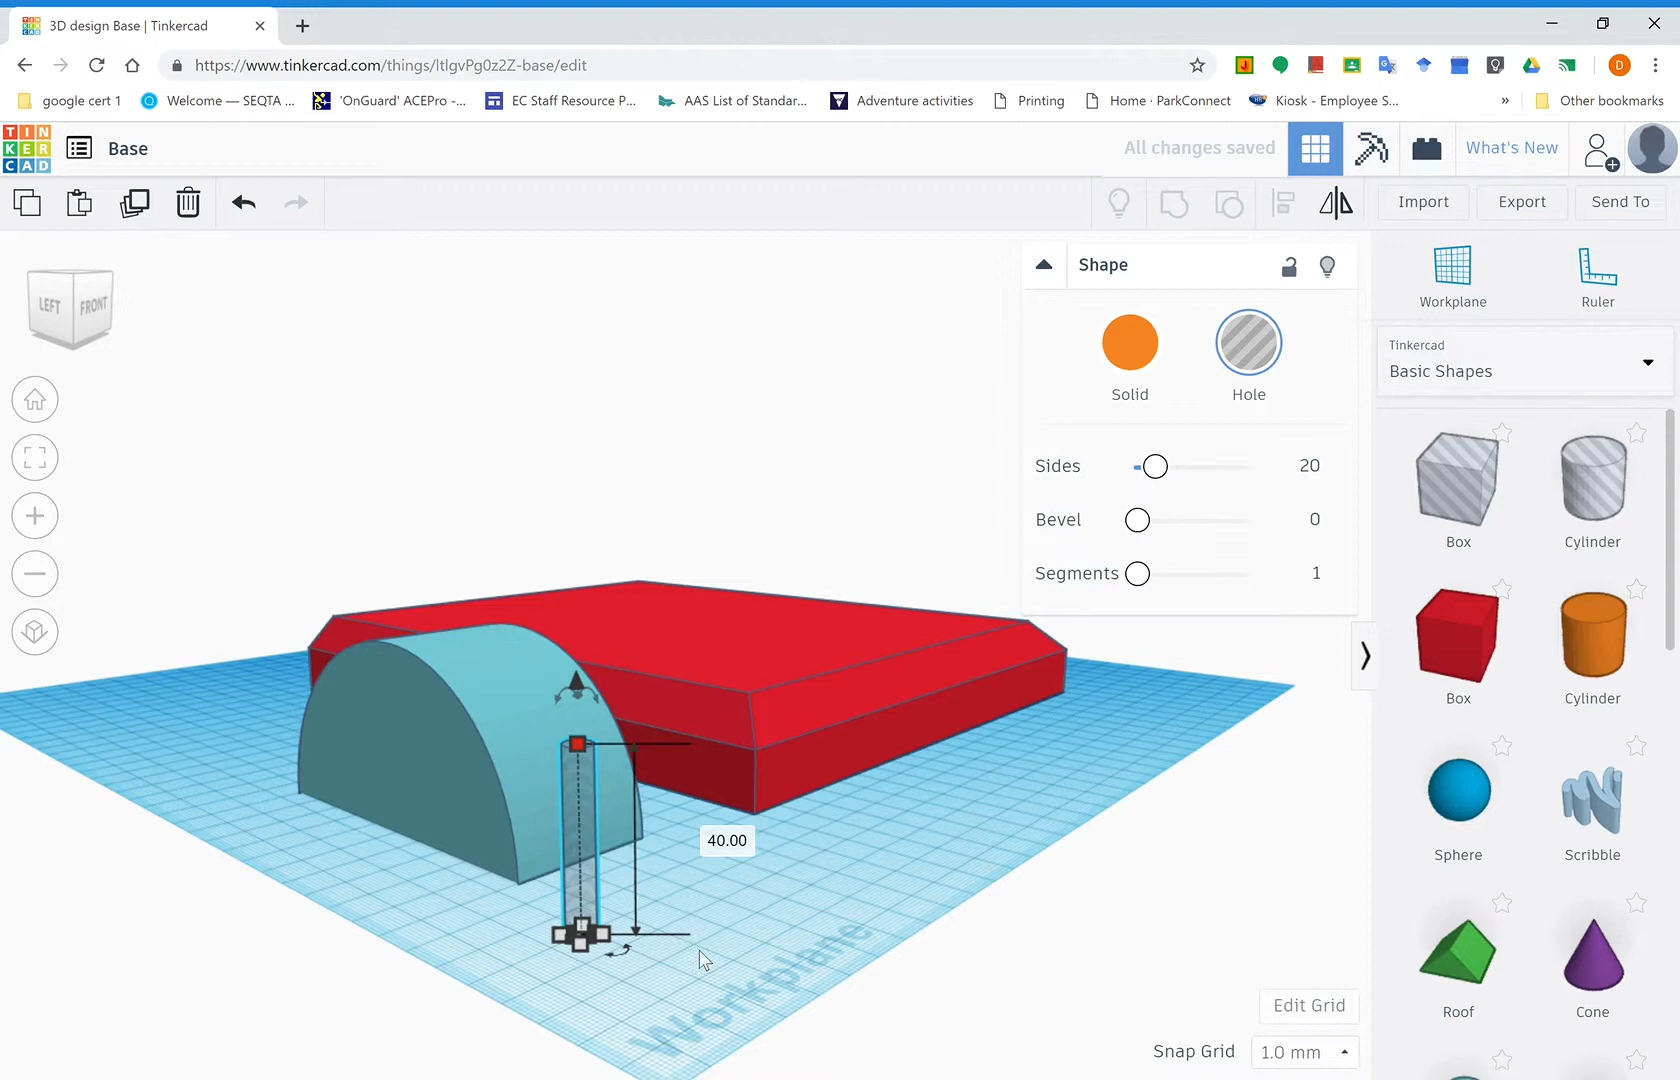 3D design Base | Tinkercad
https://www.tinkercad.com/things/ltlgvPg0z2Z-base/edit
google cert 1
Welcome — SEQTA ...
'OnGuard' ACEPro -...
EC Staff Resource P...
AAS List of Standar...
Adventure activities
Printing
Home · ParkConnect
Kiosk - Employee S...
»
Other bookmarks
D
TIN
KER
CAD
Base
All changes saved
What's New
Import
Export
Send To
LEFT
FRONT
Shape
Solid
Hole
Sides
20
Bevel
0
Segments
1
40.00
Workplane
Edit Grid
Snap Grid
1.0 mm
Workplane
Ruler
Tinkercad
Basic Shapes
Box
Cylinder
Box
Cylinder
Sphere
Scribble
Roof
Cone